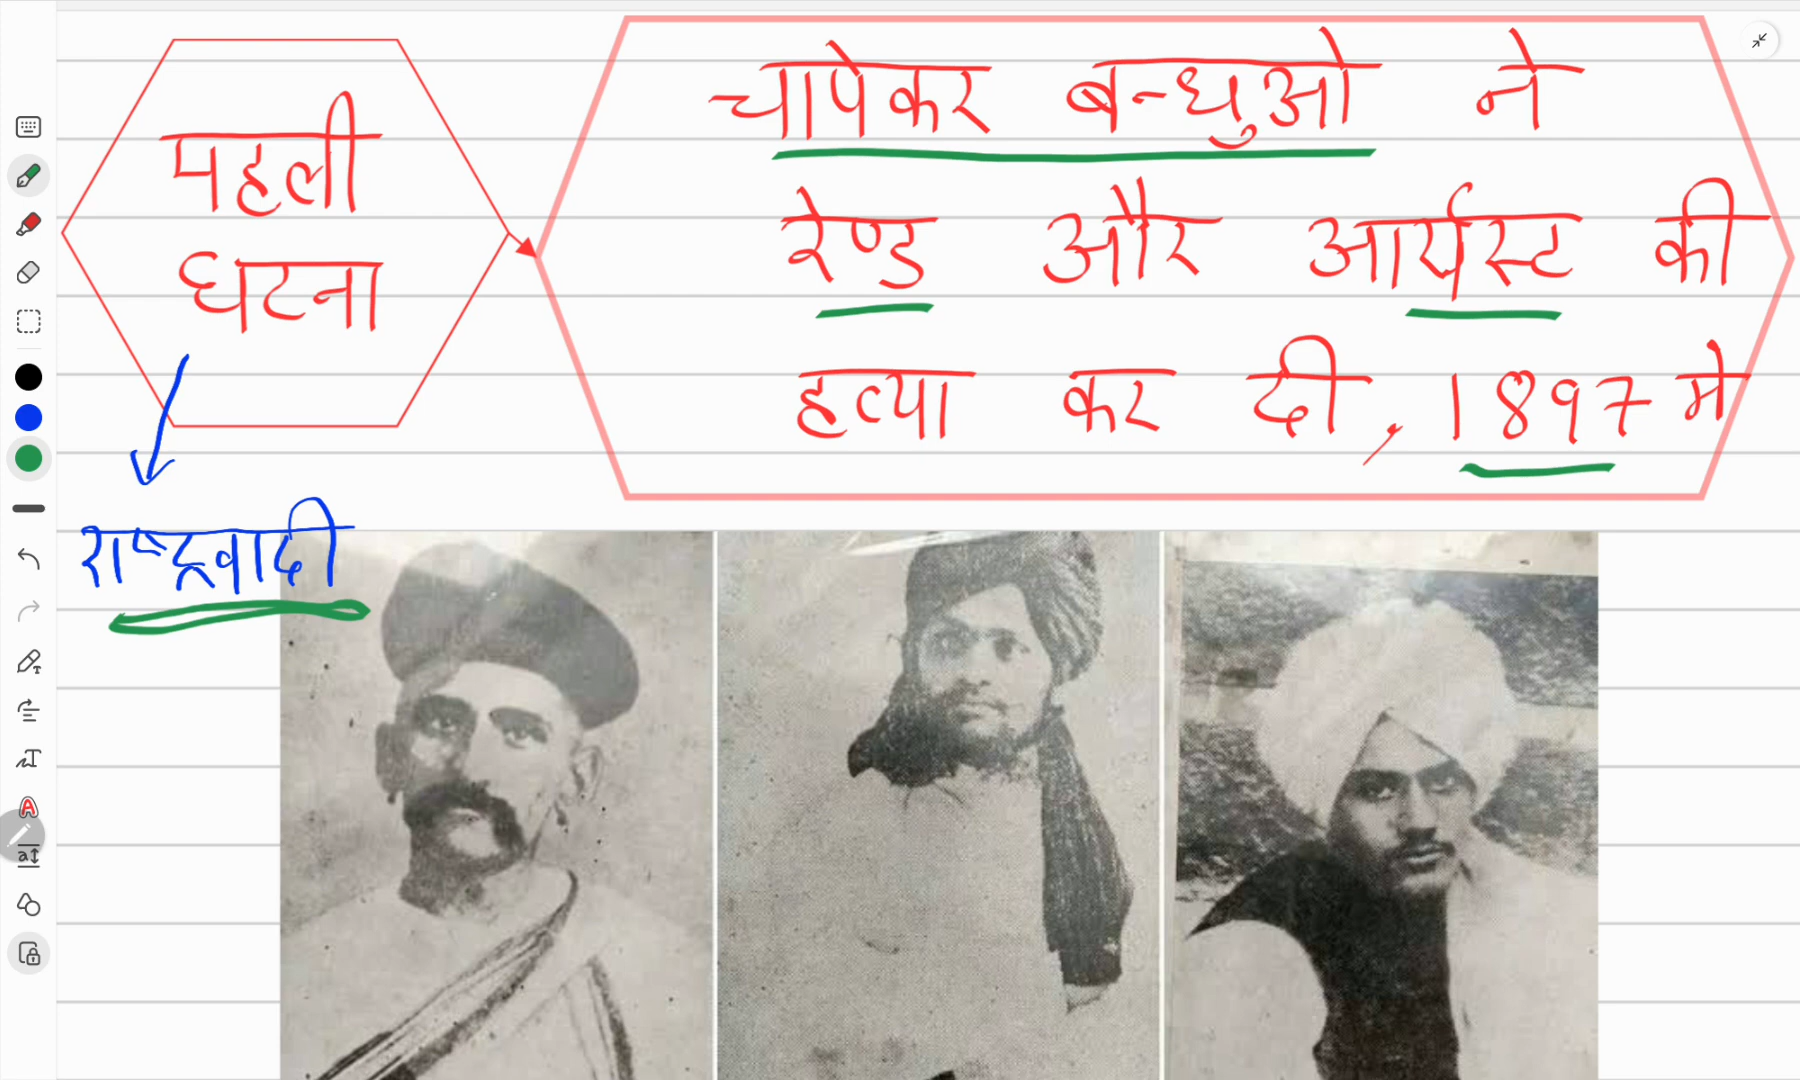 पहली
घटना
चापेकर बन्धुओ ने
रेण्ड और आर्यस्ट की
हत्या कर दी, 1897 मे
राष्ट्रवादी